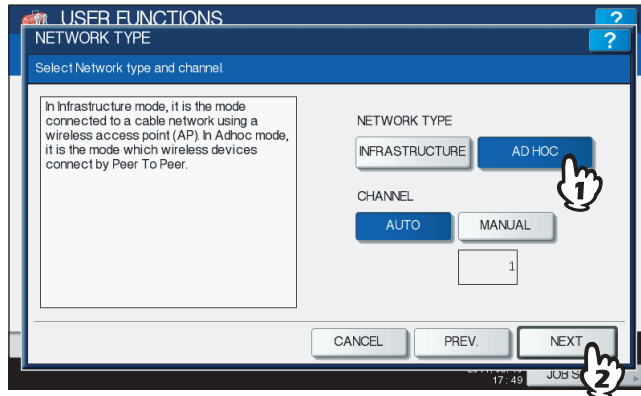 USER FUNCTIONS
?
NETWORK TYPE
?
Select Network type and channel.
In Infrastructure mode, it is the mode
connected to a cable network using a
wireless access point (AP). In Adhoc mode,
it is the mode which wireless devices
connect by Peer To Peer.
NETWORK TYPE
INFRASTRUCTURE
AD HOC
1
CHANNEL
AUTO
MANUAL
1
CANCEL
PREV.
NEXT
2
17:49
JOB S